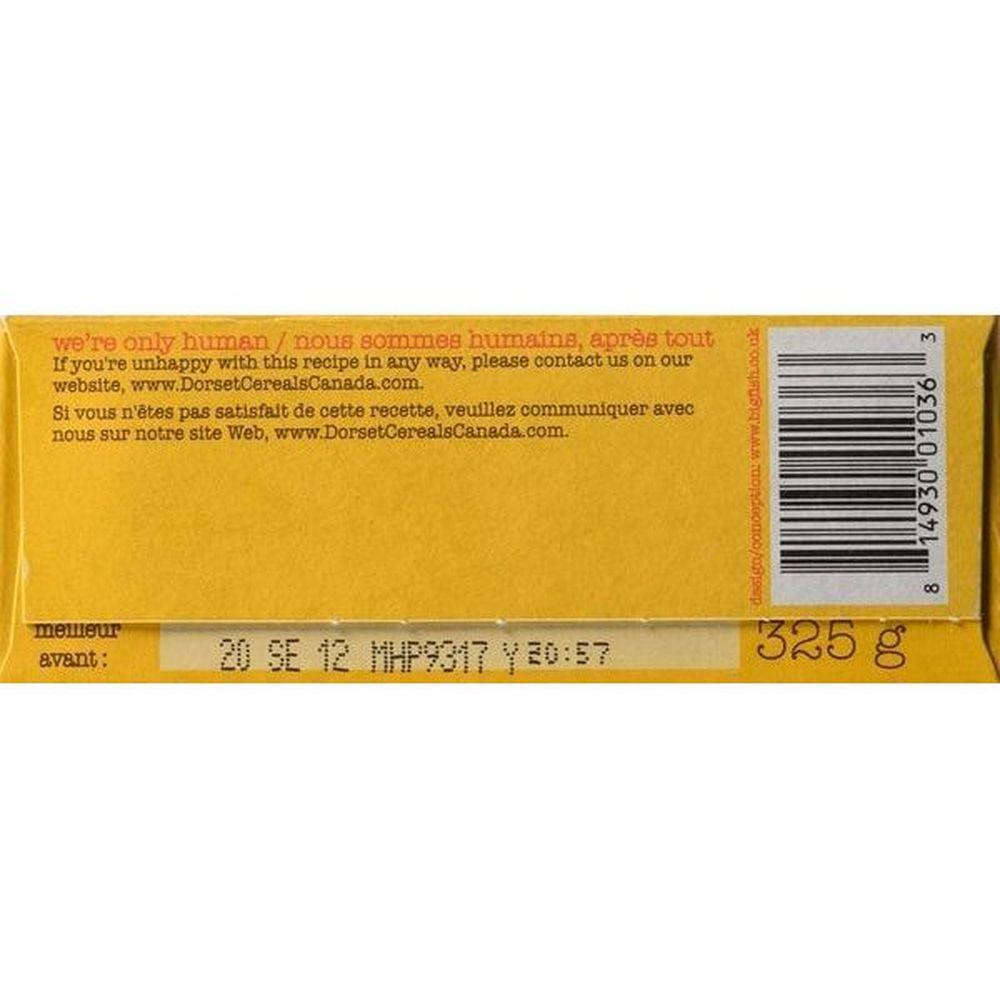 we're only human / nous sommes humains, après tout
If you're unhappy with this recipe in any way, please contact us on our
website, www.DorsetCerealsCanada.com.
Si vous n'êtes pas satisfait de cette recette, veuillez communiquer avec
nous sur notre site Web, www.DorsetCerealsCanada.com.
design/conception: www.bigfish.co.uk
8 14930 01036 3
meilleur
avant :
20 SE 12 MHP9317 Y 20:57
325 g